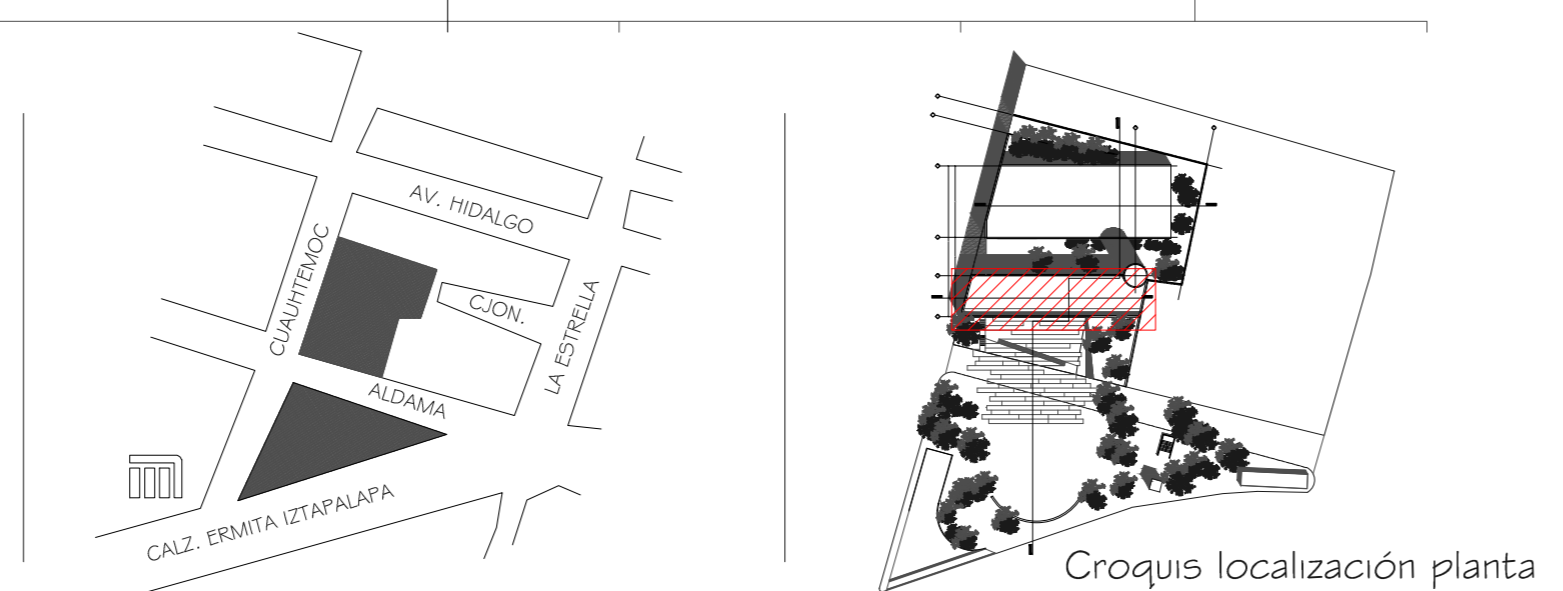 AV. HIDALGO
CUAUHTEMOC
CJON.
LA ESTRELLA
ALDAMA
CALZ. ERMITA IZTAPALAPA
Croquis localización planta